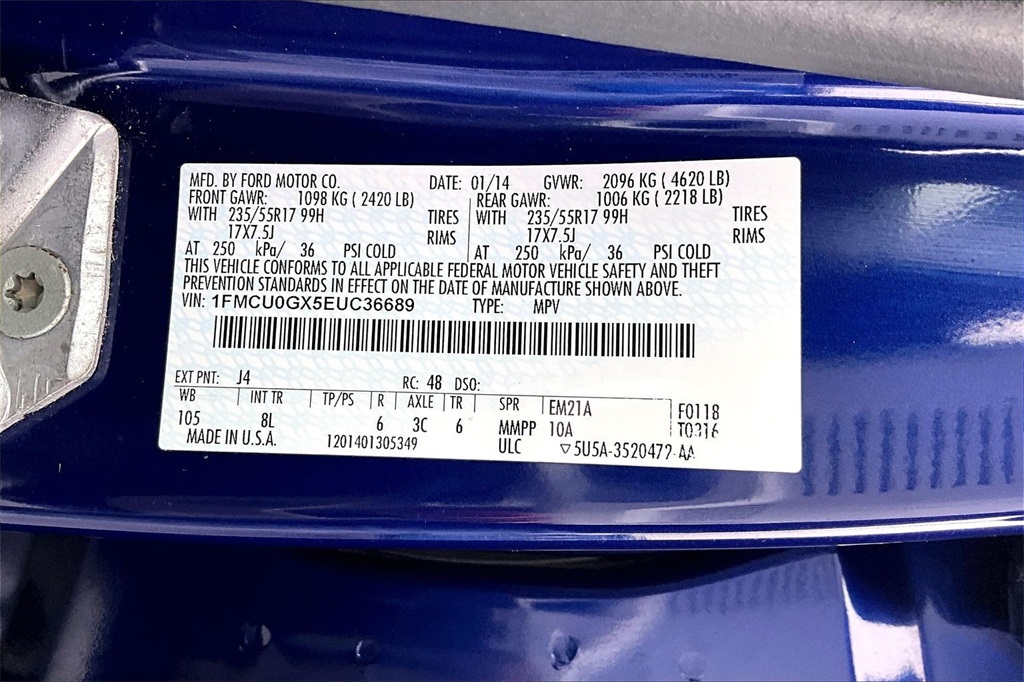 MFD. BY FORD MOTOR CO. DATE: 01/14 GVWR: 2096 KG ( 4620 LB)
FRONT GAWR: 1098 KG ( 2420 LB) REAR GAWR: 1006 KG ( 2218 LB)
WITH 235/55R17 99H TIRES WITH 235/55R17 99H TIRES
17X7.5J RIMS 17X7.5J RIMS
AT 250 kPa/ 36 PSI COLD AT 250 kPa/ 36 PSI COLD
THIS VEHICLE CONFORMS TO ALL APPLICABLE FEDERAL MOTOR VEHICLE SAFETY AND THEFT
PREVENTION STANDARDS IN EFFECT ON THE DATE OF MANUFACTURE SHOWN ABOVE.
VIN: 1FMCU0GX5EUC36689 TYPE: MPV
EXT PNT: J4 RC: 48 DSO:
WB INT TR TP/PS R AXLE TR SPR EM21A F0118
105 8L 6 3C 6 MMPP 10A T0316
MADE IN U.S.A. 1201401305349 ULC ▽5U5A-3520472-AA